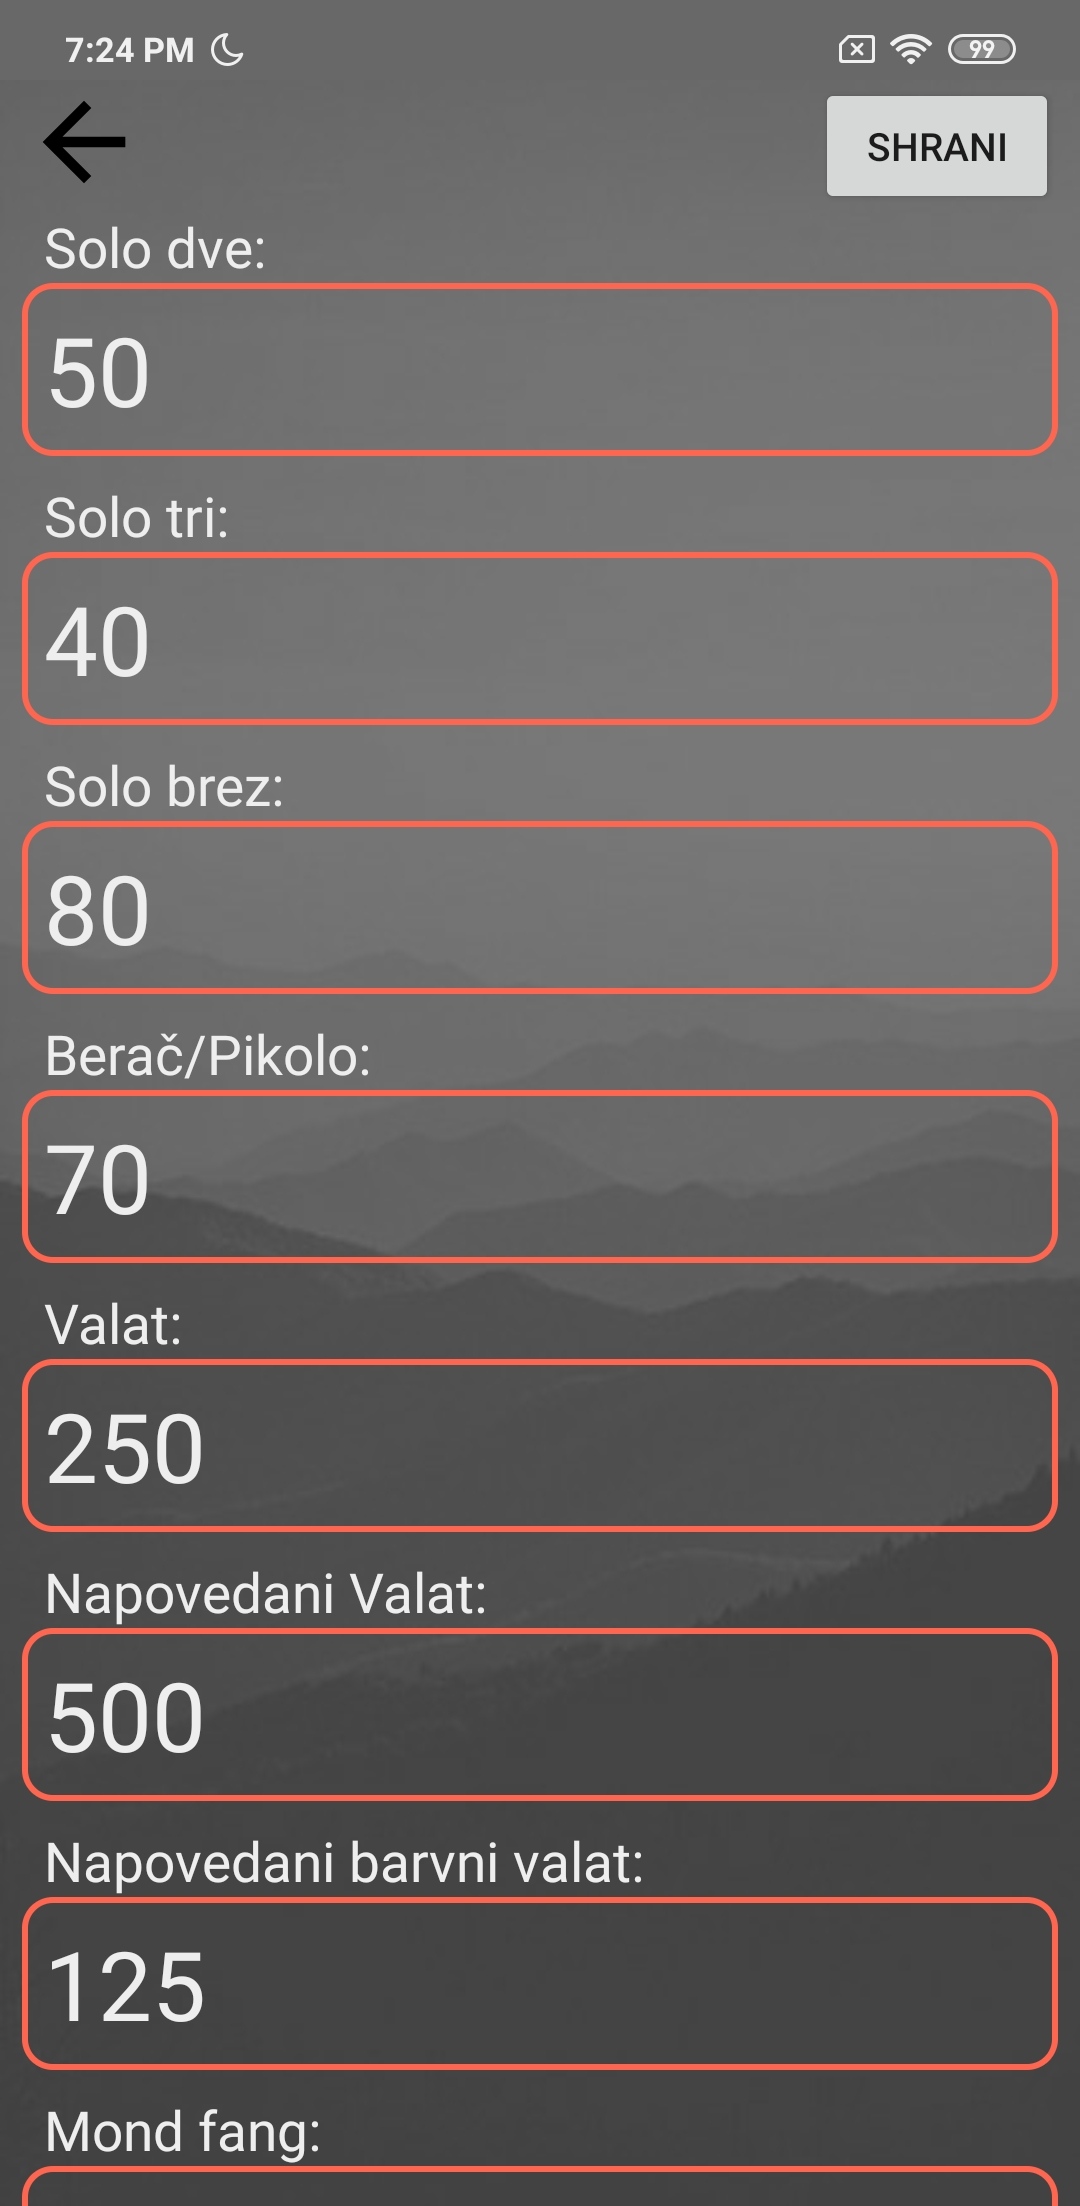 7:24 PM
99
SHRANI
Solo dve:
50
Solo tri:
40
Solo brez:
80
Berač/Pikolo:
70
Valat:
250
Napovedani Valat:
500
Napovedani barvni valat:
125
Mond fang: